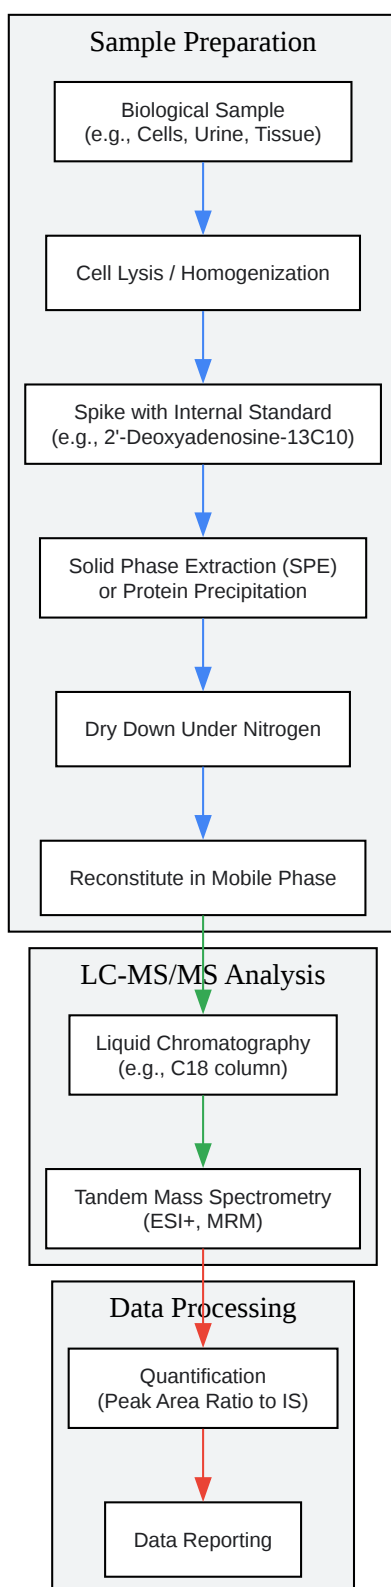 Sample Preparation
Biological Sample
(e.g., Cells, Urine, Tissue)
Cell Lysis / Homogenization
Spike with Internal Standard
(e.g., 2'-Deoxyadenosine-13C10)
Solid Phase Extraction (SPE)
or Protein Precipitation
Dry Down Under Nitrogen
Reconstitute in Mobile Phase
LC-MS/MS Analysis
Liquid Chromatography
(e.g., C18 column)
Tandem Mass Spectrometry
(ESI+, MRM)
Data Processing
Quantification
(Peak Area Ratio to IS)
Data Reporting